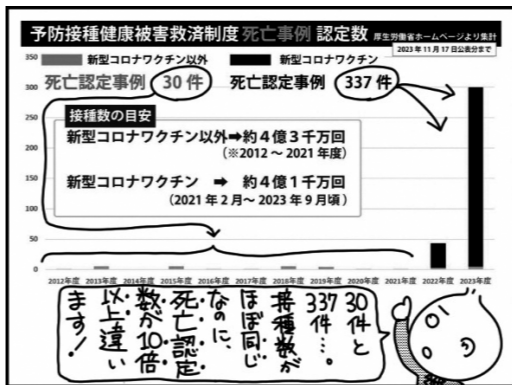 予防接種健康被害救済制度 死亡事例 認定数 厚生労働省ホームページより集計
2023年11月17日公表分まで
350
300
250
200
150
100
50
0
新型コロナワクチン以外
死亡認定事例 30件
新型コロナワクチン
死亡認定事例 337件
接種数の目安
新型コロナワクチン以外➡約4億3千万回
(※2012～2021年度)
新型コロナワクチン ➡ 約4億1千万回
(2021年2月～2023年9月頃)
2012年度 2013年度 2014年度 2015年度 2016年度 2017年度 2018年度 2019年度 2020年度 2021年度 2022年度 2023年度
30件と
337件…。
接種数が
ほぼ同じ
なのに、
死亡認定
数が10倍
以上違い
ます！